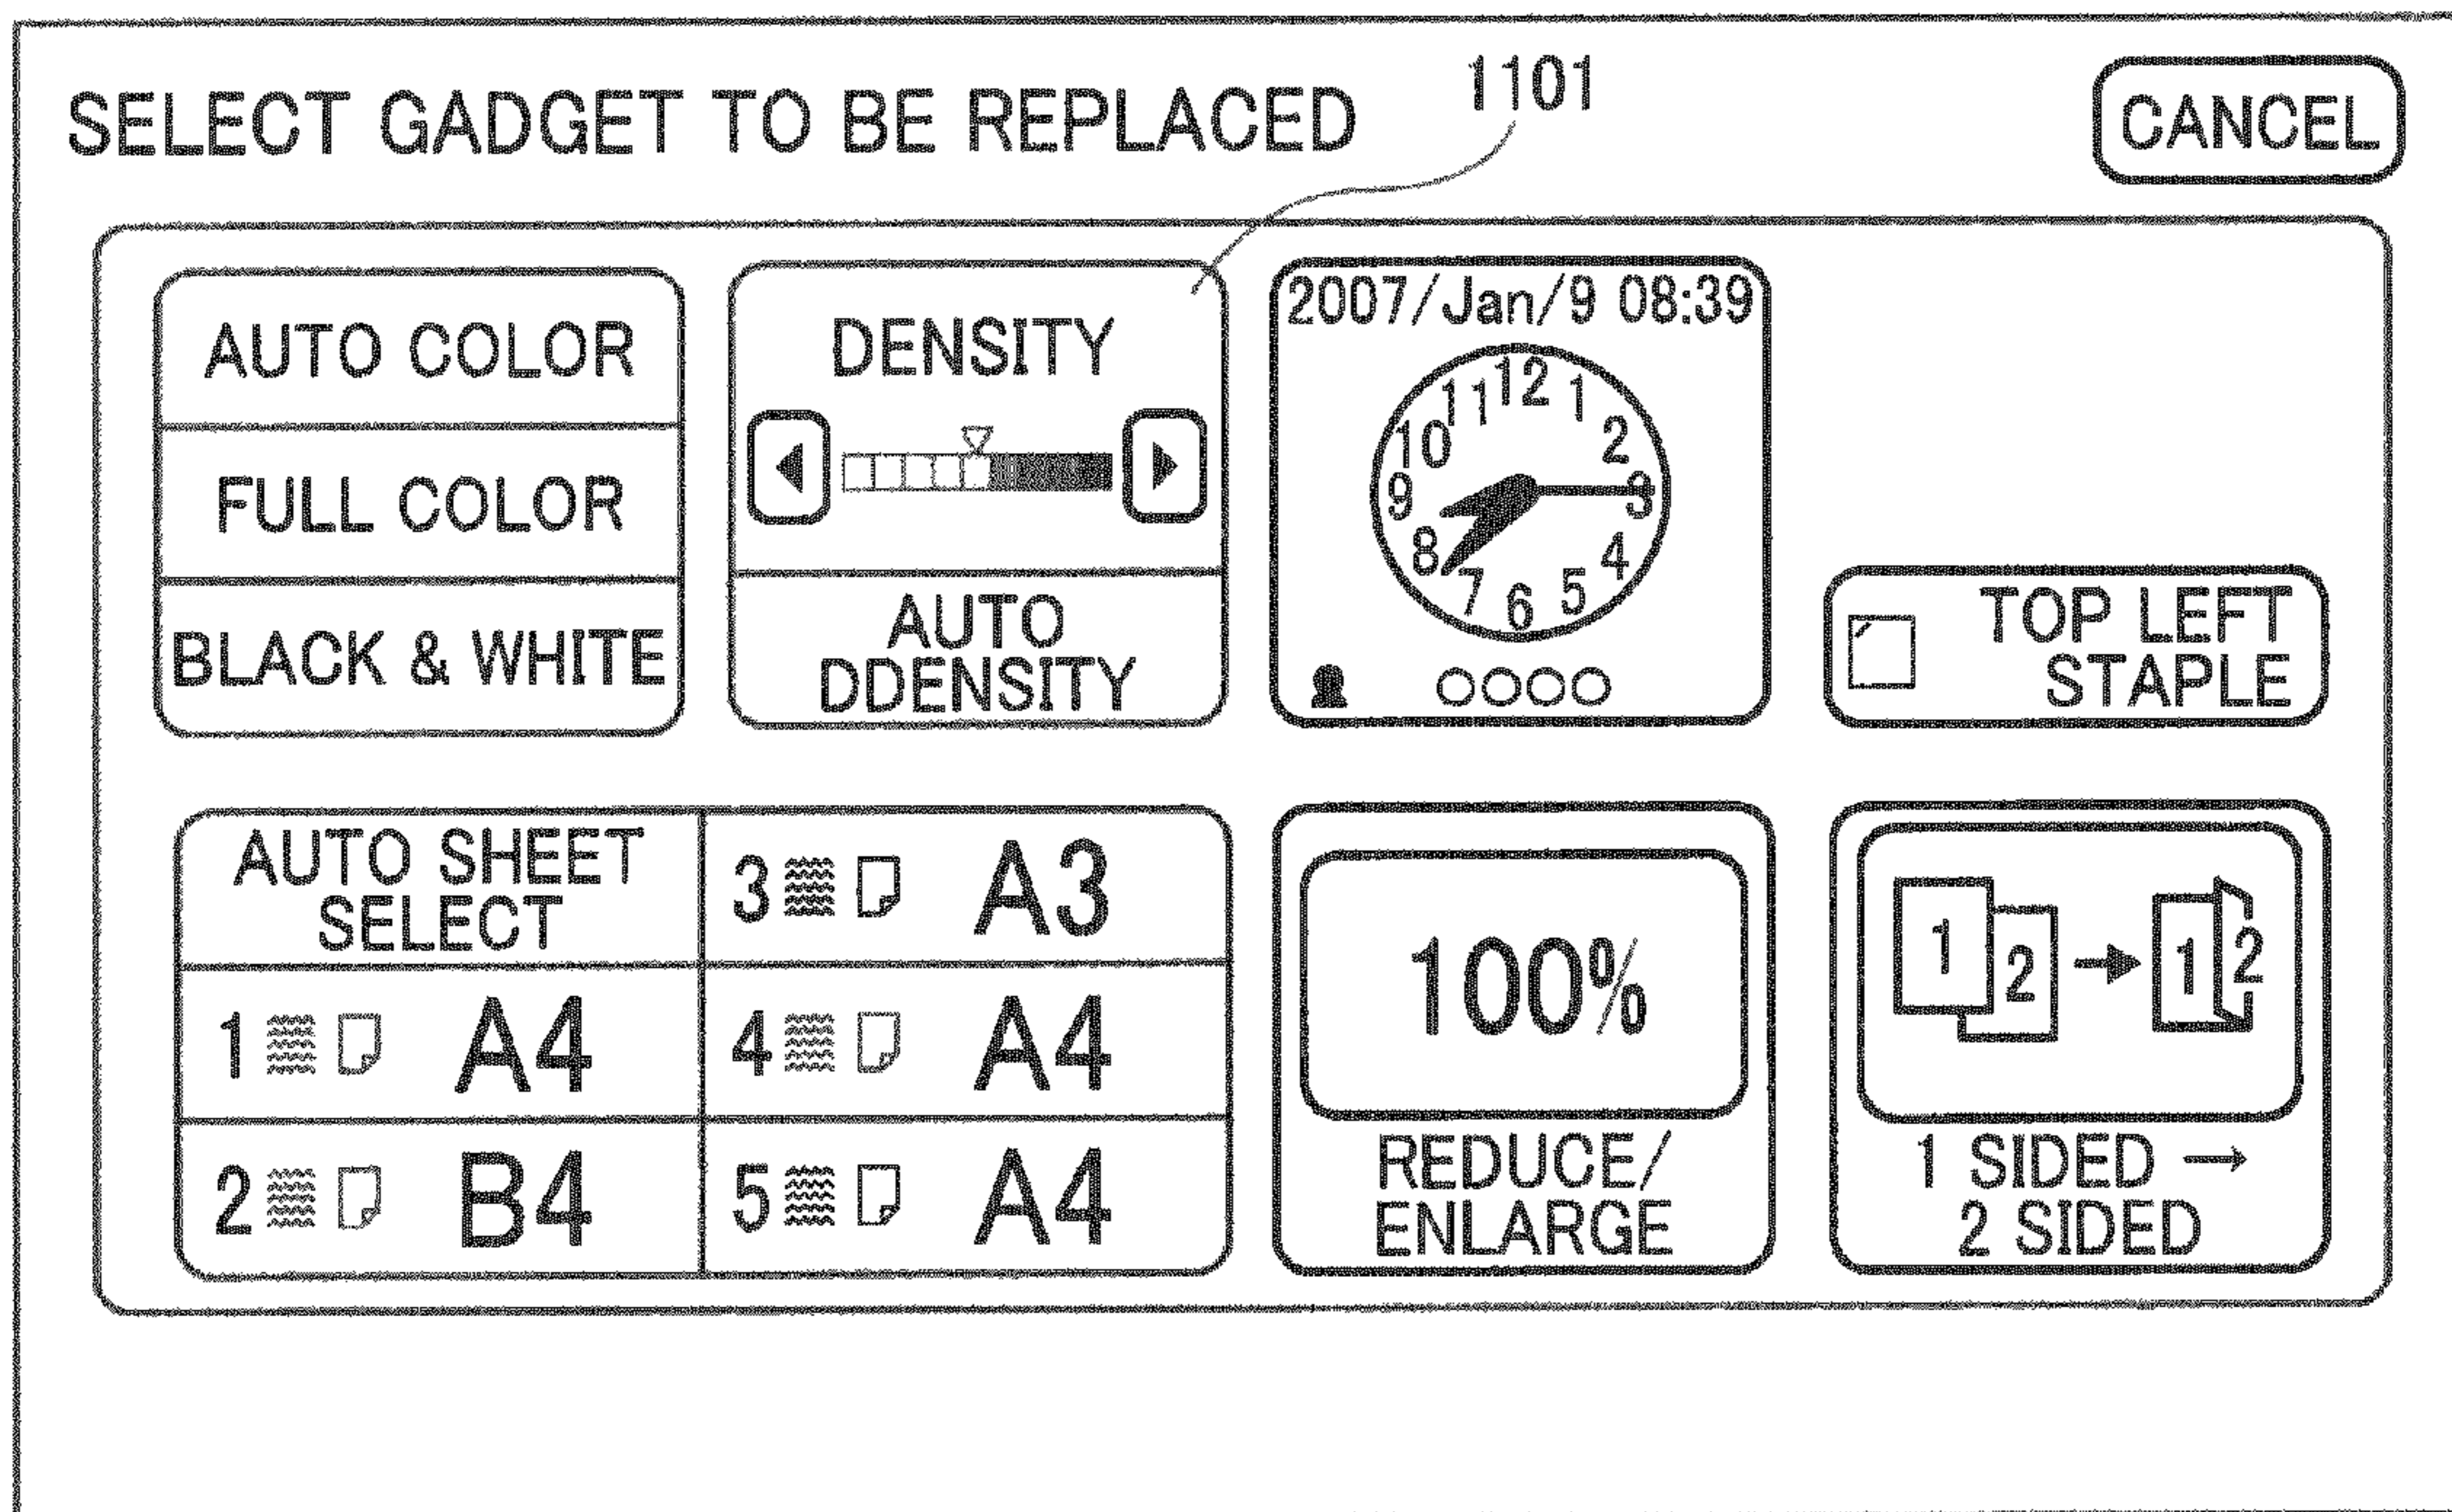 SELECT GADGET TO BE REPLACED
1101
CANCEL
AUTO COLOR
FULL COLOR
BLACK & WHITE
DENSITY
AUTO
DDENSITY
2007/Jan/9 08:39
12
1
2
3
4
5
6
7
8
9
10
11
○○○○
TOP LEFT
STAPLE
AUTO SHEET
SELECT
1 A4
2 B4
3 A3
4 A4
5 A4
100%
REDUCE/
ENLARGE
1 2 → 1 2
1 SIDED →
2 SIDED